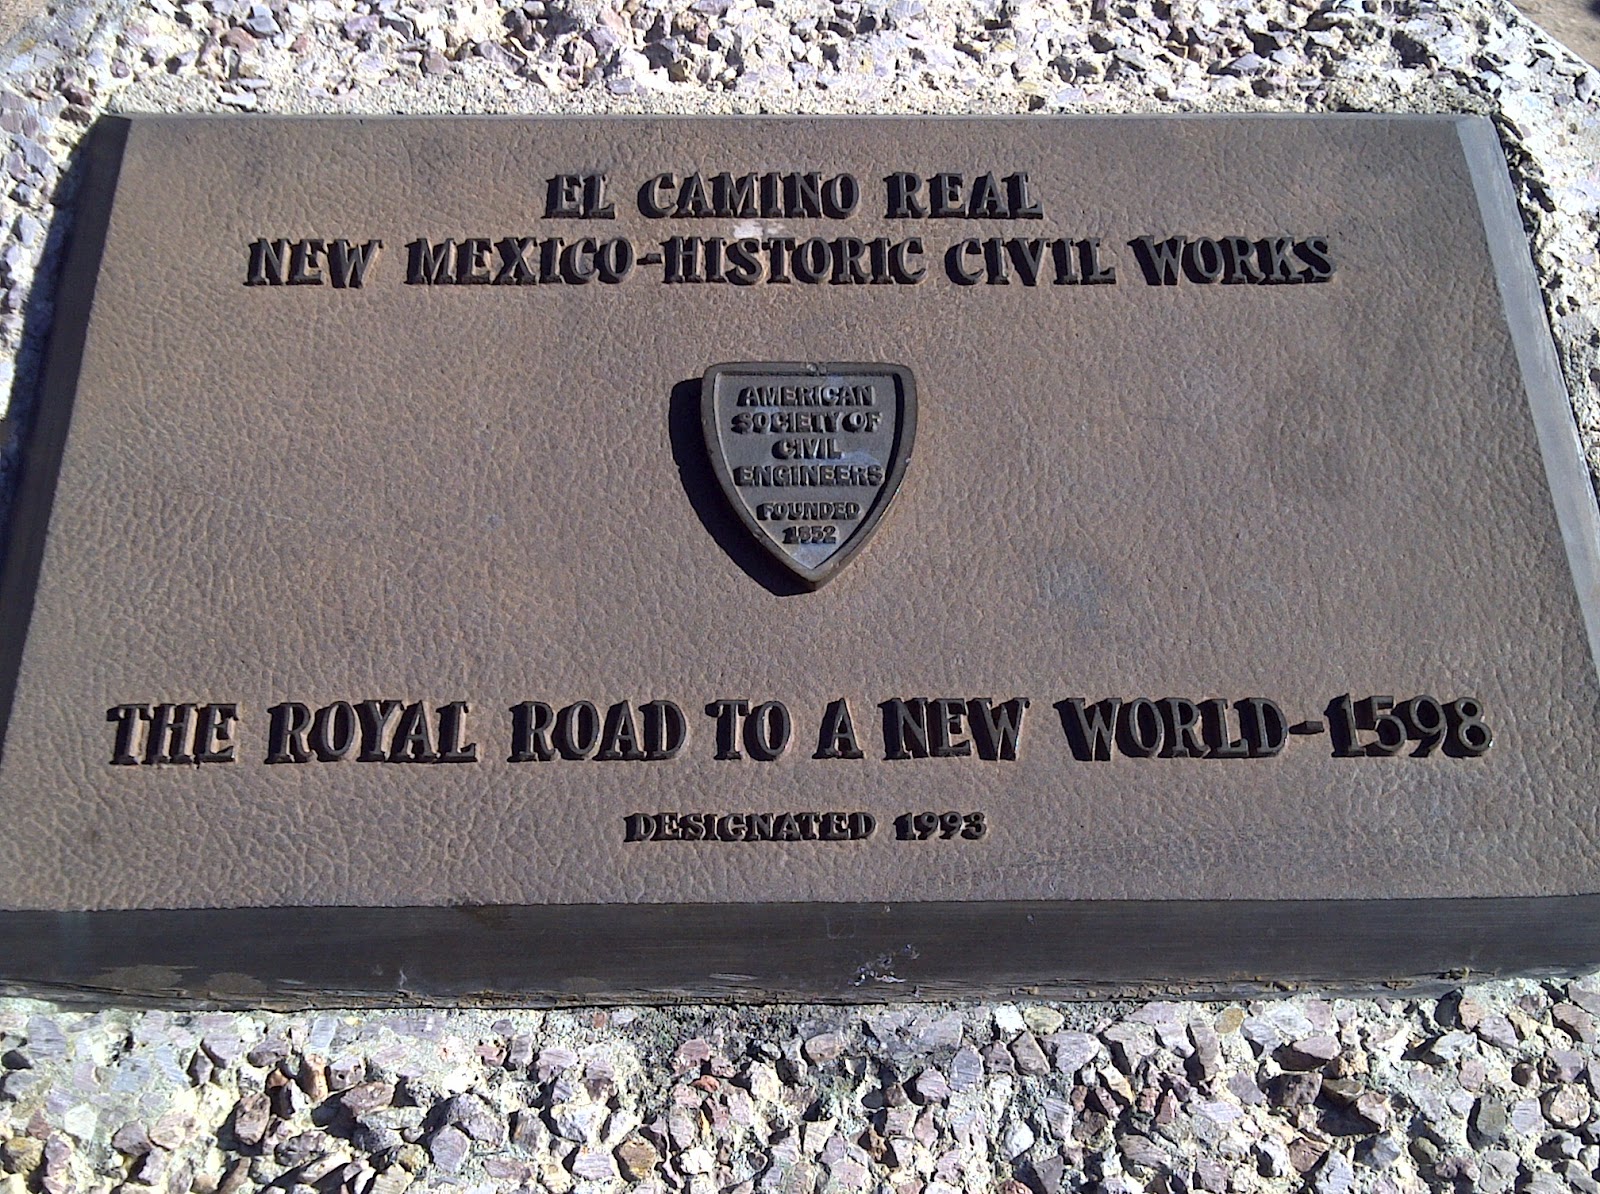 EL CAMINO REAL
NEW MEXICO-HISTORIC CIVIL WORKS
AMERICAN
SOCIETY OF
CIVIL
ENGINEERS
FOUNDED
1852
THE ROYAL ROAD TO A NEW WORLD-1598
DESIGNATED 1993